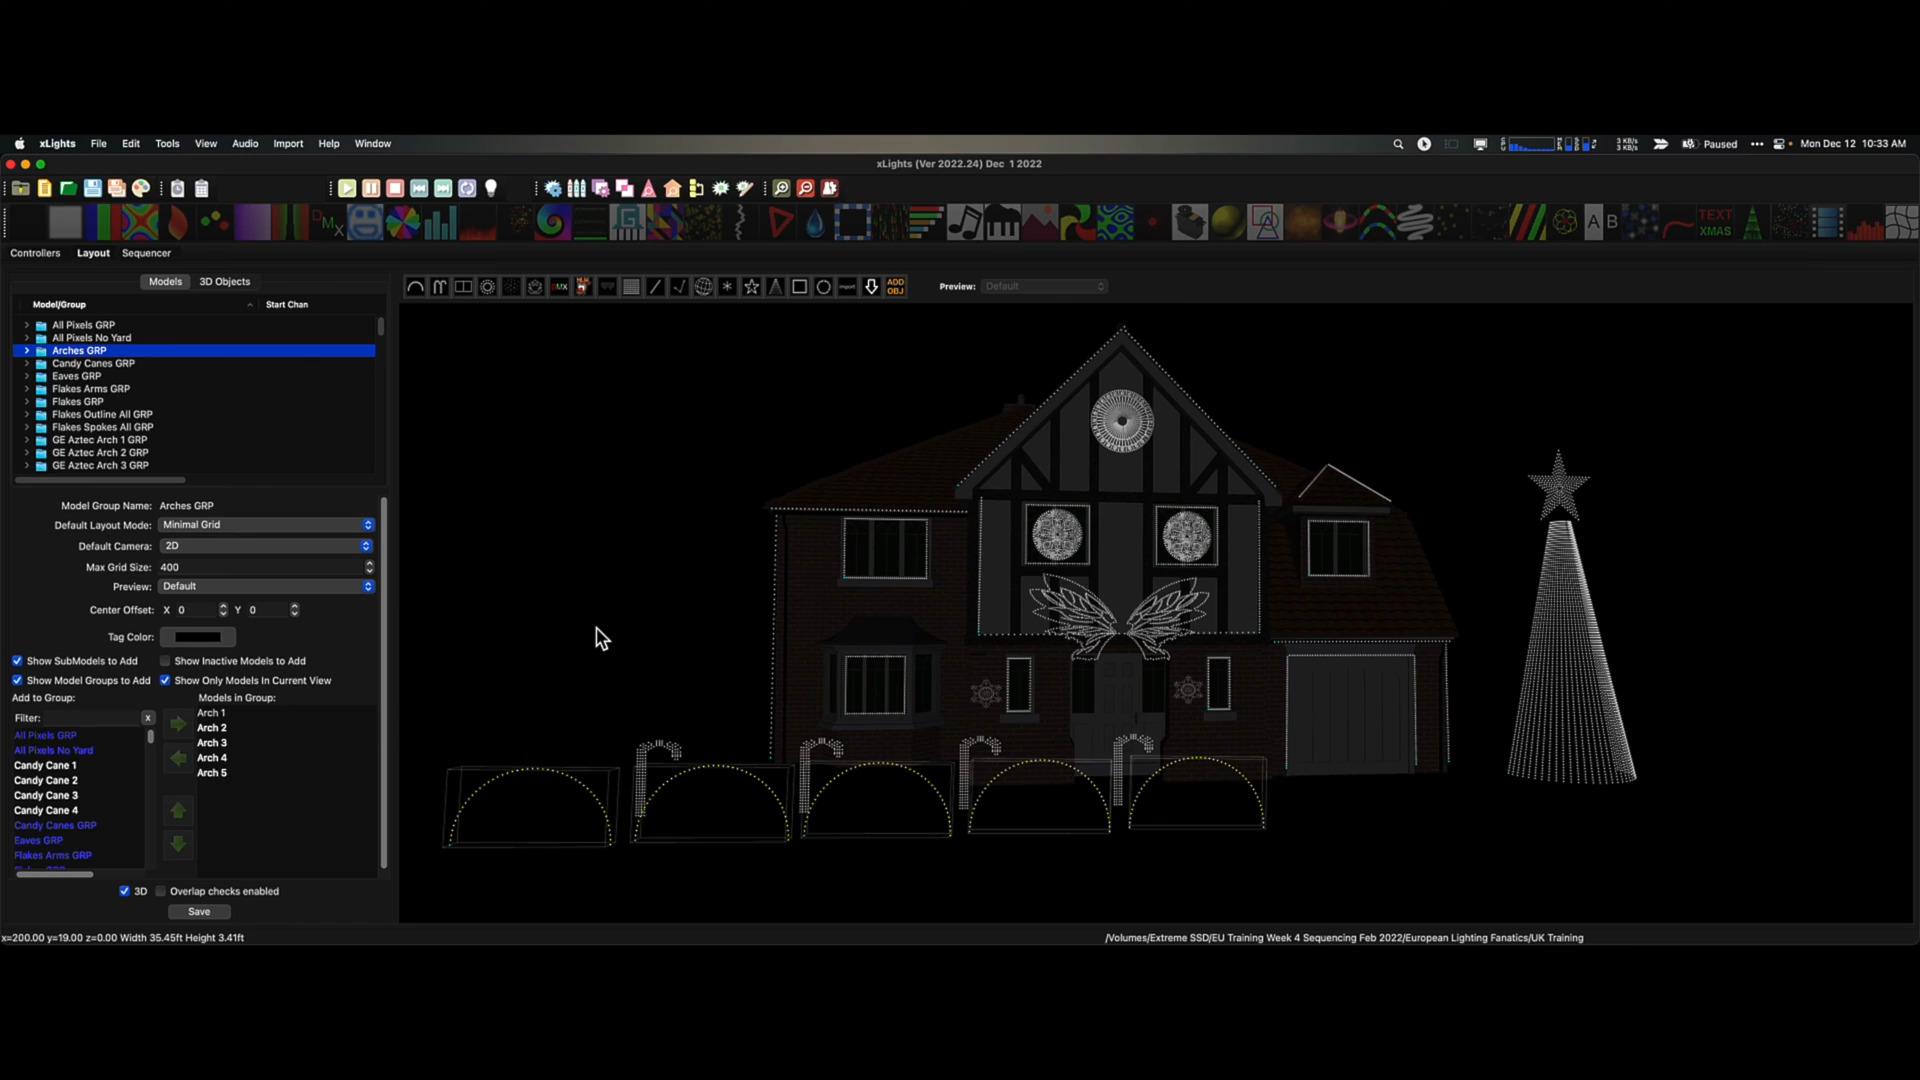 xLights File Edit Tools View Audio Import Help Window
3 KB/s
3 KB/s
Paused
Mon Dec 12 10:33 AM
xLights (Ver 2022.24) Dec 1 2022
DMX
A B
TEXT
XMAS
Controllers Layout Sequencer
Models 3D Objects
DMX
import
ADD
OBJ
Preview: Default
Model/Group Start Chan
All Pixels GRP
All Pixels No Yard
Arches GRP
Candy Canes GRP
Eaves GRP
Flakes Arms GRP
Flakes GRP
Flakes Outline All GRP
Flakes Spokes All GRP
GE Aztec Arch 1 GRP
GE Aztec Arch 2 GRP
GE Aztec Arch 3 GRP
Model Group Name: Arches GRP
Default Layout Mode: Minimal Grid
Default Camera: 2D
Max Grid Size: 400
Preview: Default
Center Offset: X 0 Y 0
Tag Color:
Show SubModels to Add Show Inactive Models to Add
Show Model Groups to Add Show Only Models In Current View
Add to Group: Models in Group:
Filter: x
All Pixels GRP
All Pixels No Yard
Candy Cane 1
Candy Cane 2
Candy Cane 3
Candy Cane 4
Candy Canes GRP
Eaves GRP
Flakes Arms GRP
Arch 1
Arch 2
Arch 3
Arch 4
Arch 5
3D Overlap checks enabled
Save
x=200.00 y=19.00 z=0.00 Width 35.45ft Height 3.41ft
/Volumes/Extreme SSD/EU Training Week 4 Sequencing Feb 2022/European Lighting Fanatics/UK Training